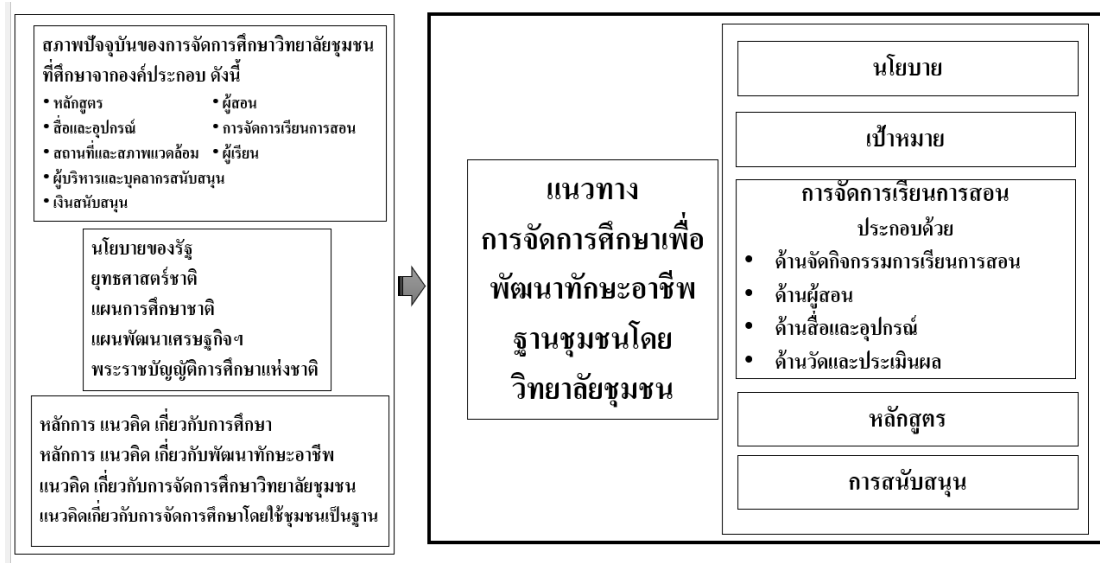 สภาพปัจจุบันของการจัดการศึกษาวิทยาลัยชุมชน
ที่ศึกษาจากองค์ประกอบ ดังนี้
• หลักสูตร
• ผู้สอน
• สื่อและอุปกรณ์
• การจัดการเรียนการสอน
• สถานที่และสภาพแวดล้อม
• ผู้เรียน
• ผู้บริหารและบุคลากรสนับสนุน
• เงินสนับสนุน
นโยบายของรัฐ
ยุทธศาสตร์ชาติ
แผนการศึกษาชาติ
แผนพัฒนาเศรษฐกิจฯ
พระราชบัญญัติการศึกษาแห่งชาติ
หลักการ แนวคิด เกี่ยวกับการศึกษา
หลักการ แนวคิด เกี่ยวกับพัฒนาทักษะอาชีพ
แนวคิด เกี่ยวกับการจัดการศึกษาวิทยาลัยชุมชน
แนวคิดเกี่ยวกับการจัดการศึกษาโดยใช้ชุมชนเป็นฐาน
แนวทาง
การจัดการศึกษาเพื่อ
พัฒนาทักษะอาชีพ
ฐานชุมชนโดย
วิทยาลัยชุมชน
นโยบาย
เป้าหมาย
การจัดการเรียนการสอน
ประกอบด้วย
• ด้านจัดกิจกรรมการเรียนการสอน
• ด้านผู้สอน
• ด้านสื่อและอุปกรณ์
• ด้านวัดและประเมินผล
หลักสูตร
การสนับสนุน